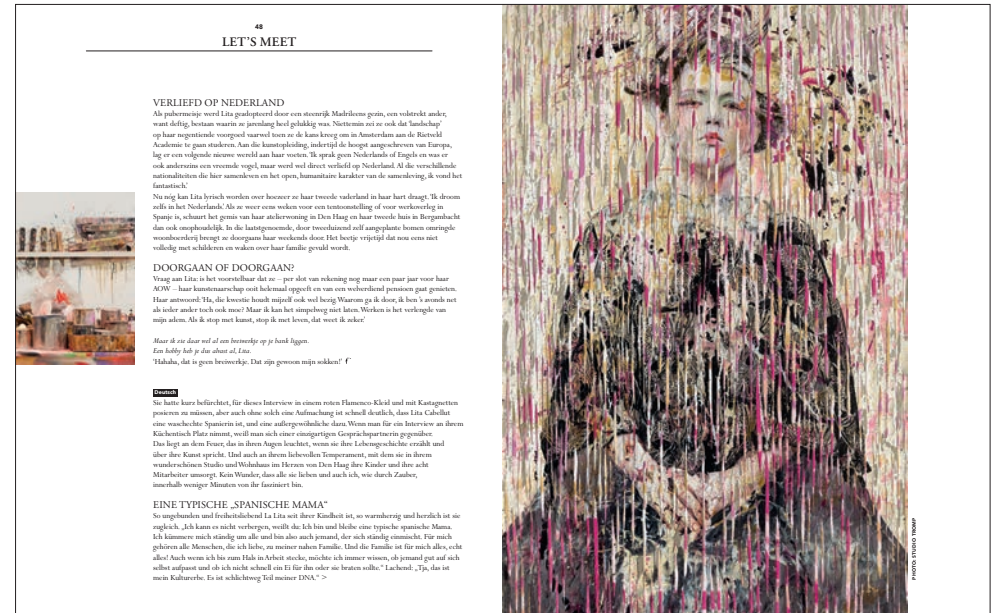 48
LET'S MEET
VERLIEFD OP NEDERLAND
Als pubermeisje werd Lita geadopteerd door een steenrijk Madrileens gezin, een volstrekt ander,
want deftig, bestaan waarin ze jarenlang heel gelukkig was. Niettemin zei ze ook dat 'landschap'
op haar negentiende voorgoed vaarwel toen ze de kans kreeg om in Amsterdam aan de Rietveld
Academie te gaan studeren. Aan die kunstopleiding, indertijd de hoogst aangeschreven van Europa,
lag er een volgende nieuwe wereld aan haar voeten. 'Ik sprak geen Nederlands of Engels en was er
ook anderszins een vreemde vogel, maar werd wel direct verliefd op Nederland. Al die verschillende
nationaliteiten die hier samenleven en het open, humanitaire karakter van de samenleving, ik vond het
fantastisch.'
Nu nóg kan Lita lyrisch worden over hoezeer ze haar tweede vaderland in haar hart draagt. 'Ik droom
zelfs in het Nederlands.' Als ze weer eens weken voor een tentoonstelling of voor werkoverleg in
Spanje is, schuurt het gemis van haar atelierwoning in Den Haag en haar tweede huis in Bergambacht
dan ook onophoudelijk. In die laatstgenoemde, door tweeduizend zelf aangeplante bomen omringde
woonboerderij brengt ze doorgaans haar weekends door. Het beetje vrijetijd dat nou eens niet
volledig met schilderen en waken over haar familie gevuld wordt.
DOORGAAN OF DOORGAAN?
Vraag aan Lita: is het voorstelbaar dat ze – per slot van rekening nog maar een paar jaar voor haar
AOW – haar kunstenaarschap ooit helemaal opgeeft en van een welverdiend pensioen gaat genieten.
Haar antwoord: 'Ha, die kwestie houdt mijzelf ook wel bezig. Waarom ga ik door, ik ben 's avonds net
als ieder ander toch ook moe? Maar ik kan het simpelweg niet laten. Werken is het verlengde van
mijn adem. Als ik stop met kunst, stop ik met leven, dat weet ik zeker.'
Maar ik zie daar wel al een breiwerkje op je bank liggen.
Een hobby heb je dus alvast al, Lita.
'Hahaha, dat is geen breiwerkje. Dat zijn gewoon mijn sokken!' f
Deutsch
Sie hatte kurz befürchtet, für dieses Interview in einem roten Flamenco-Kleid und mit Kastagnetten
posieren zu müssen, aber auch ohne solch eine Aufmachung ist schnell deutlich, dass Lita Cabellut
eine waschechte Spanierin ist, und eine außergewöhnliche dazu. Wenn man für ein Interview an ihrem
Küchentisch Platz nimmt, weiß man sich einer einzigartigen Gesprächspartnerin gegenüber.
Das liegt an dem Feuer, das in ihren Augen leuchtet, wenn sie ihre Lebensgeschichte erzählt und
über ihre Kunst spricht. Und auch an ihrem liebevollen Temperament, mit dem sie in ihrem
wunderschönen Studio und Wohnhaus im Herzen von Den Haag ihre Kinder und ihre acht
Mitarbeiter umsorgt. Kein Wunder, dass alle sie lieben und auch ich, wie durch Zauber,
innerhalb weniger Minuten von ihr fasziniert bin.
EINE TYPISCHE „SPANISCHE MAMA“
So ungebunden und freiheitsliebend La Lita seit ihrer Kindheit ist, so warmherzig und herzlich ist sie
zugleich. „Ich kann es nicht verbergen, weißt du: Ich bin und bleibe eine typische spanische Mama.
Ich kümmere mich ständig um alle und bin also auch jemand, der sich ständig einmischt. Für mich
gehören alle Menschen, die ich liebe, zu meiner nahen Familie. Und die Familie ist für mich alles, echt
alles! Auch wenn ich bis zum Hals in Arbeit stecke, möchte ich immer wissen, ob jemand gut auf sich
selbst aufpasst und ob ich nicht schnell ein Ei für ihn oder sie braten sollte.“ Lachend: „Tja, das ist
mein Kulturerbe. Es ist schlichtweg Teil meiner DNA.“ >
PHOTO: STUDIO TROMP